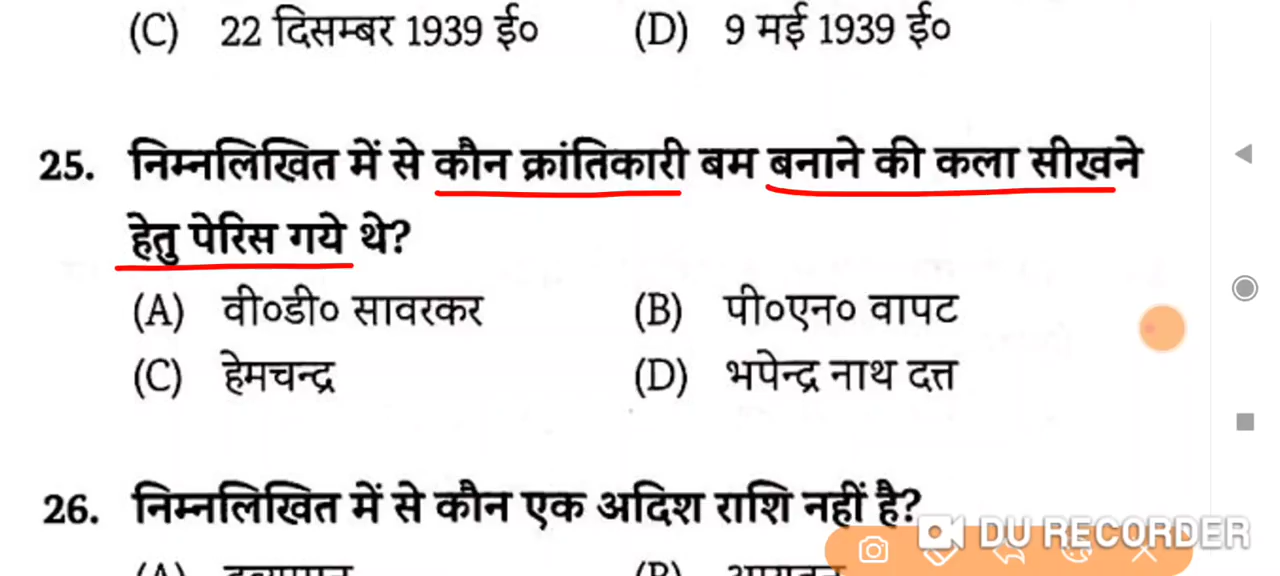 (C) 22 दिसम्बर 1939 ई० (D) 9 मई 1939 ई०
25. निम्नलिखित में से कौन क्रांतिकारी बम बनाने की कला सीखने
हेतु पेरिस गये थे?
(A) वी०डी० सावरकर (B) पी०एन० वापट
(C) हेमचन्द्र (D) भपेन्द्र नाथ दत्त
26. निम्नलिखित में से कौन एक अदिश राशि नहीं है?
DU RECORDER
(A) (B)